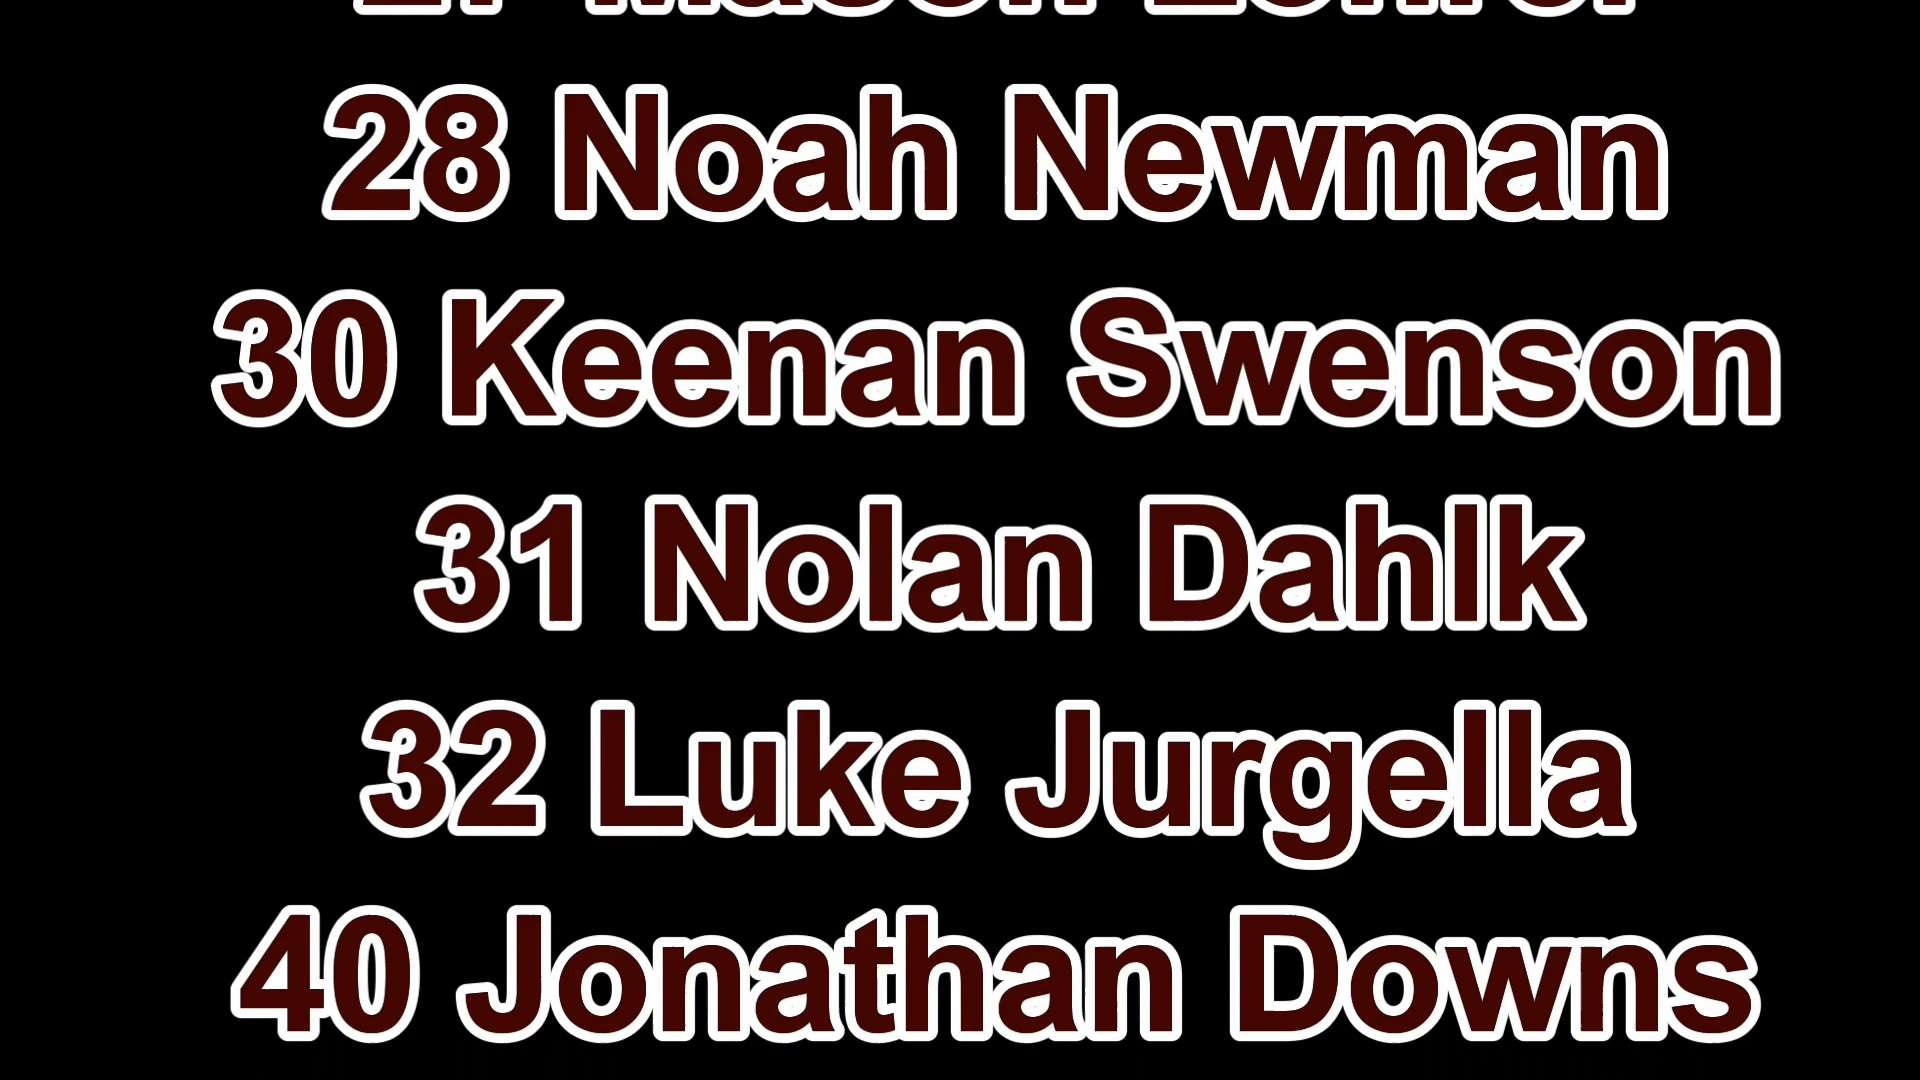 28 Noah Newman
30 Keenan Swenson
31 Nolan Dahlk
32 Luke Jurgella
40 Jonathan Downs